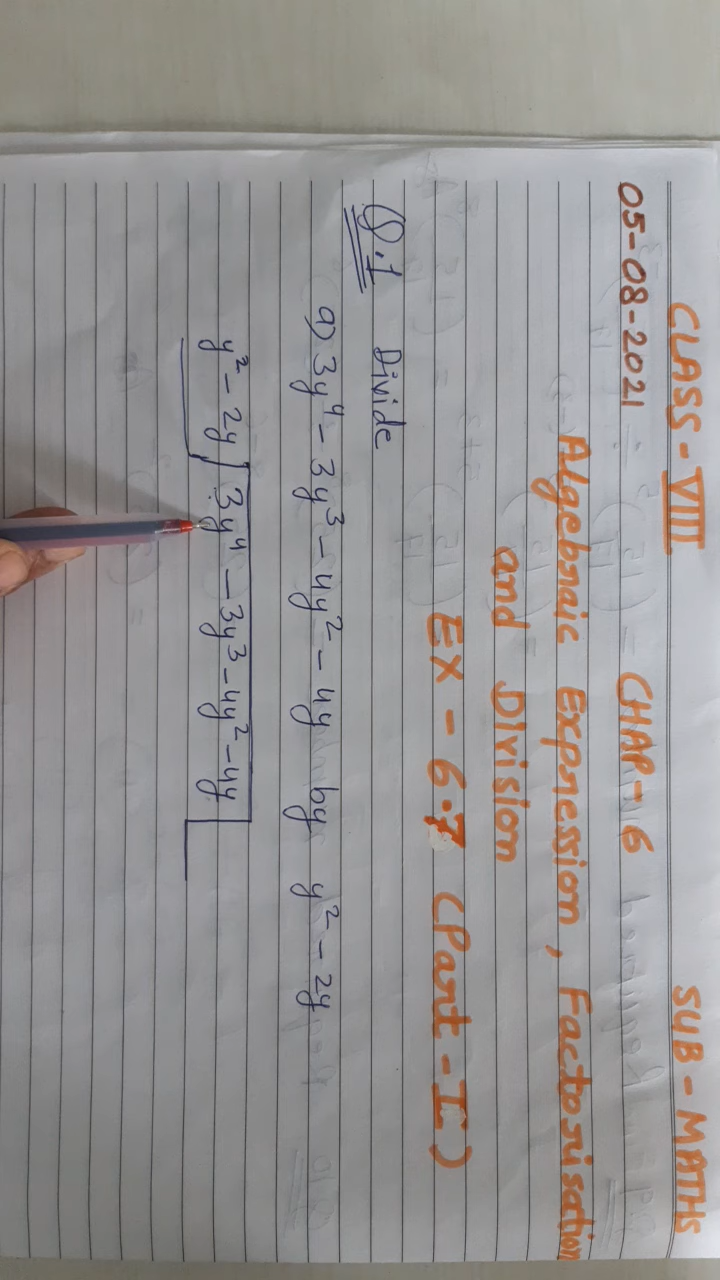 CLASS - VIII SUB - MATHS
05-08-2021 CHAP - 6
Algebraic Expression, Factorisation
and Division
EX - 6.7 (Part - I)
Q.1 Divide
a) 3y⁴ - 3y³ - 4y² - 4y by y² - 2y
y² - 2y) 3y⁴ - 3y³ - 4y² - 4y